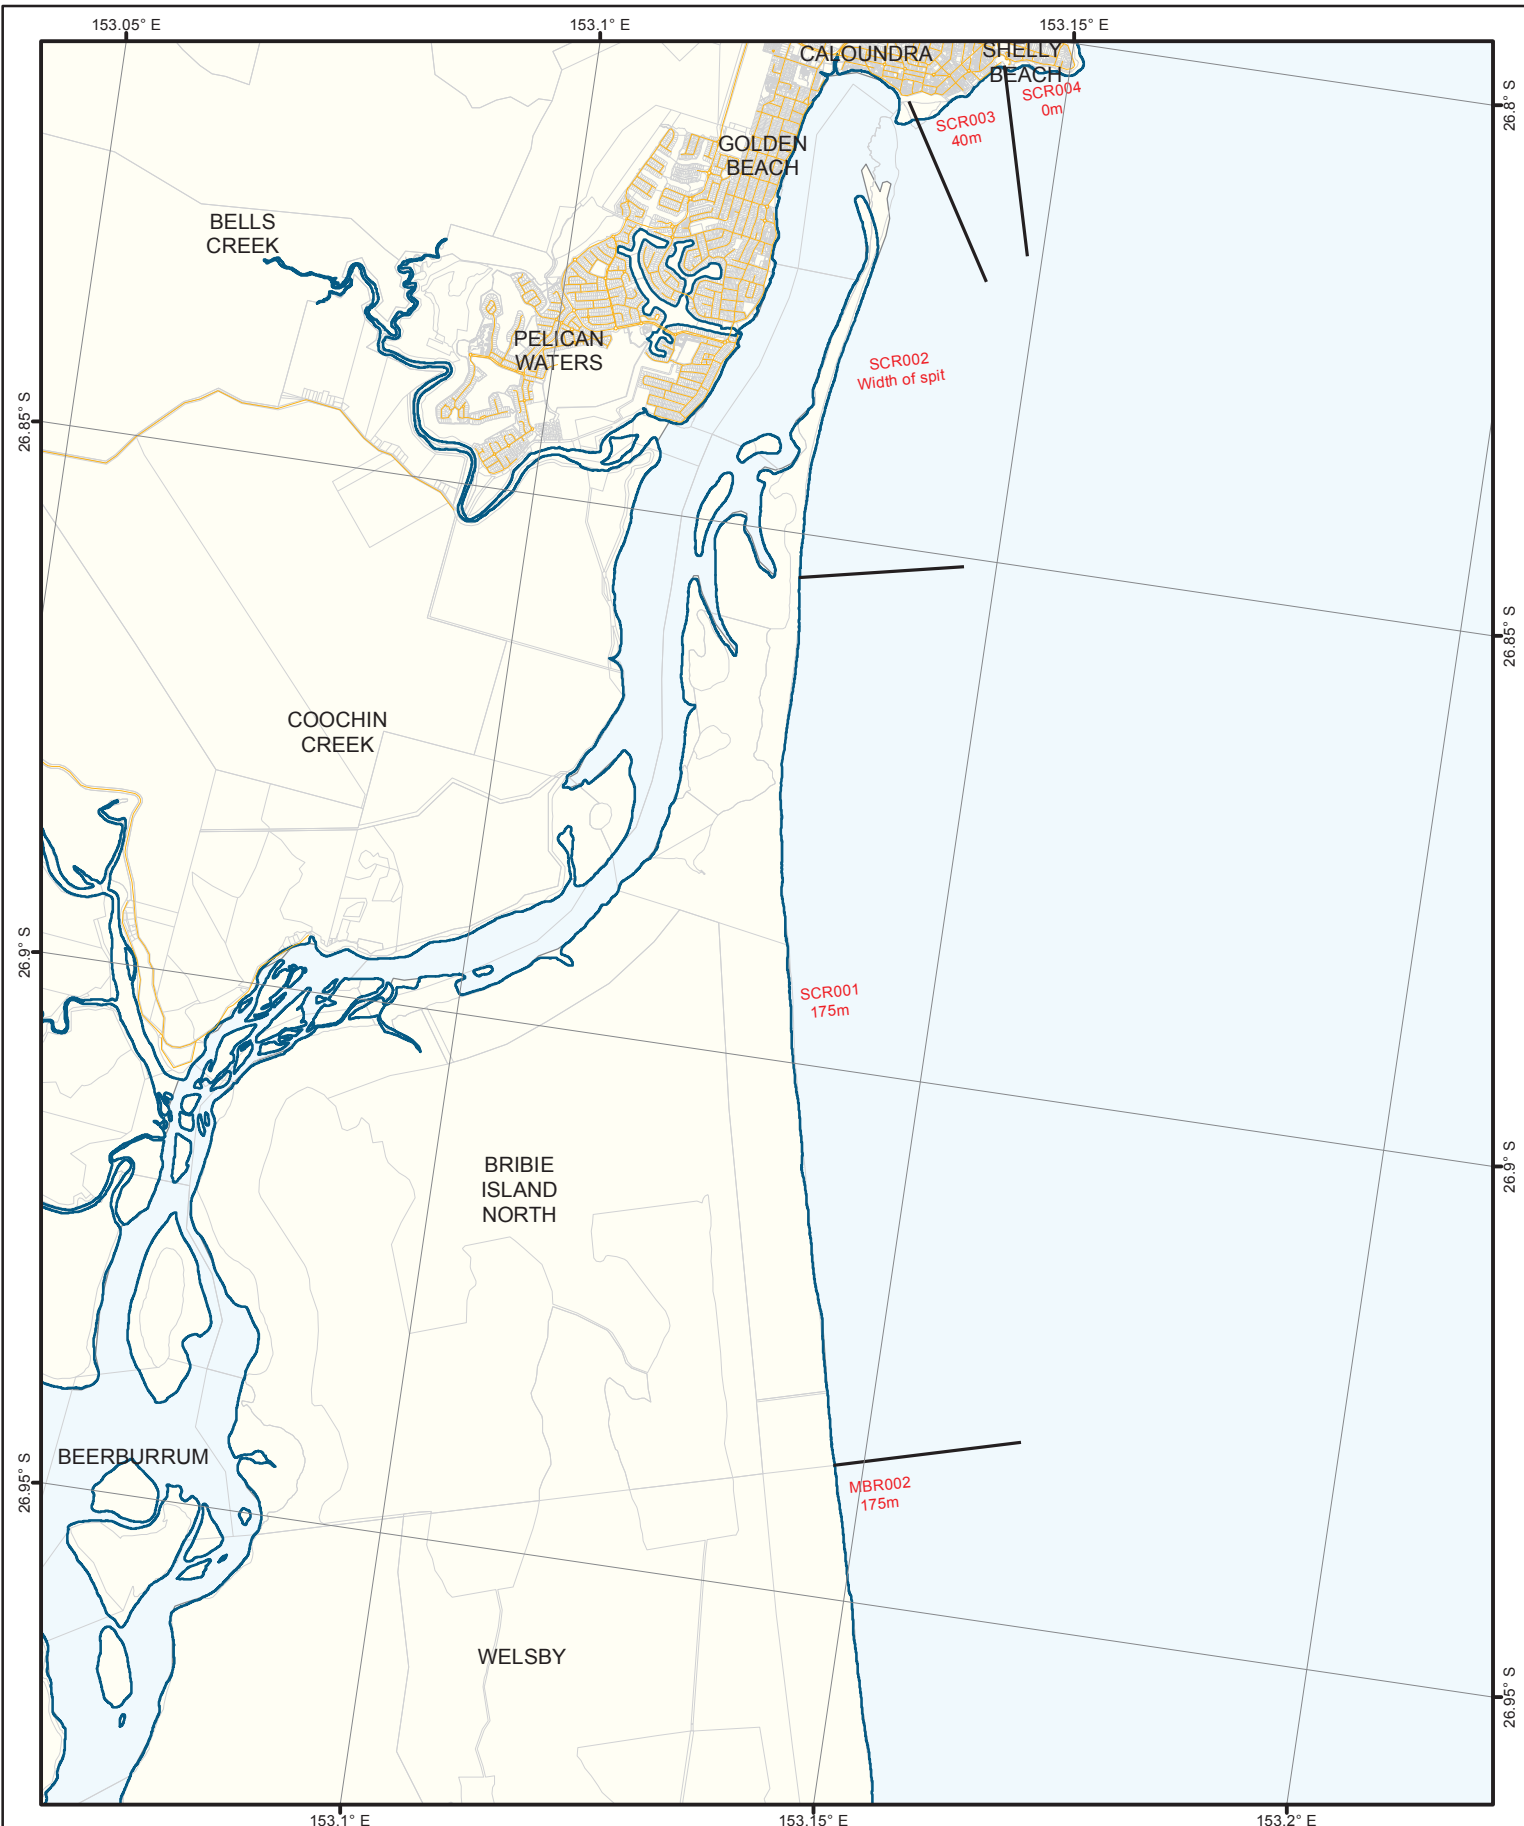 153.05° E
153.1° E
153.15° E
CALOUNDRA
SHELLY
BEACH
SCR004
0m
26.8° S
SCR003
40m
GOLDEN
BEACH
BELLS
CREEK
PELICAN
WATERS
SCR002
Width of spit
26.85° S
26.85° S
COOCHIN
CREEK
26.9° S
SCR001
175m
26.9° S
BRIBIE
ISLAND
NORTH
BEERBURRUM
26.95° S
MBR002
175m
WELSBY
26.95° S
153.1° E
153.15° E
153.2° E